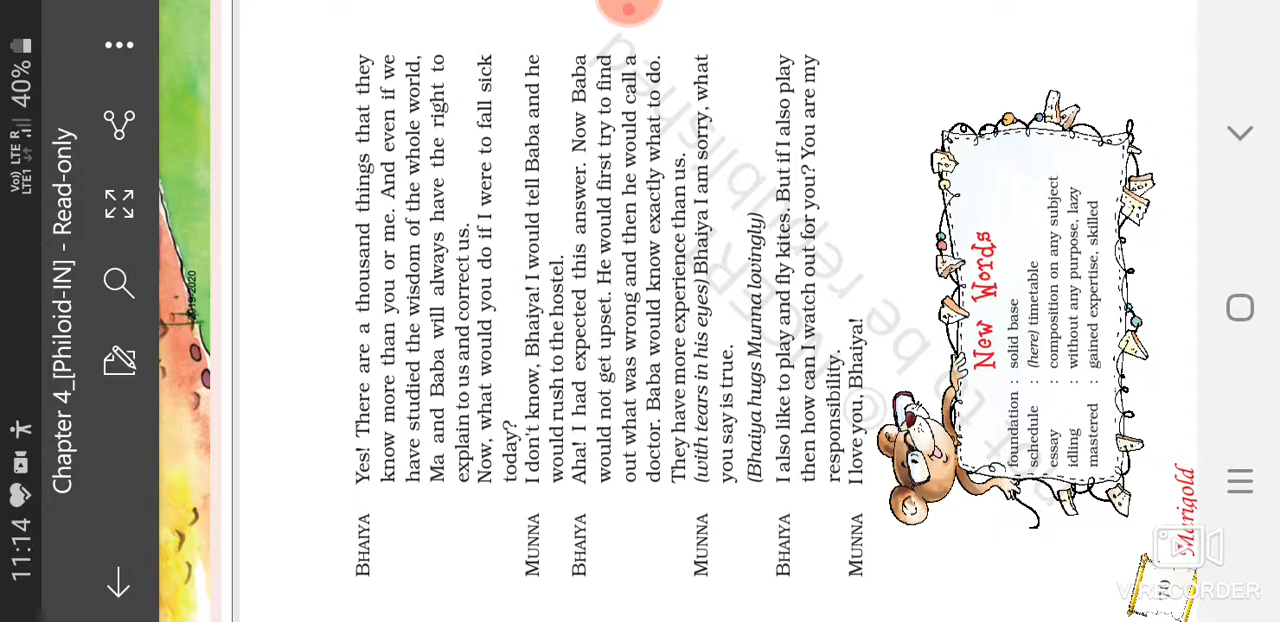 11:14
Vo)) LTE R
LTE1
40%
Chapter 4_[Philoid-IN] - Read-only
2019-2020
BHAIYA Yes! There are a thousand things that they
know more than you or me. And even if we
have studied the wisdom of the whole world,
Ma and Baba will always have the right to
explain to us and correct us.
Now, what would you do if I were to fall sick
today?
MUNNA I don't know, Bhaiya! I would tell Baba and he
would rush to the hostel.
BHAIYA Aha! I had expected this answer. Now Baba
would not get upset. He would first try to find
out what was wrong and then he would call a
doctor. Baba would know exactly what to do.
They have more experience than us.
MUNNA (with tears in his eyes) Bhaiya I am sorry, what
you say is true.
(Bhaiya hugs Munna lovingly)
BHAIYA I also like to play and fly kites. But if I also play
then how can I watch out for you? You are my
responsibility.
MUNNA I love you, Bhaiya!
New Words
foundation : solid base
schedule : (here) timetable
essay : composition on any subject
idling : without any purpose, lazy
mastered : gained expertise, skilled
Marigold
V RECORDER
© NCERT
not to be republished